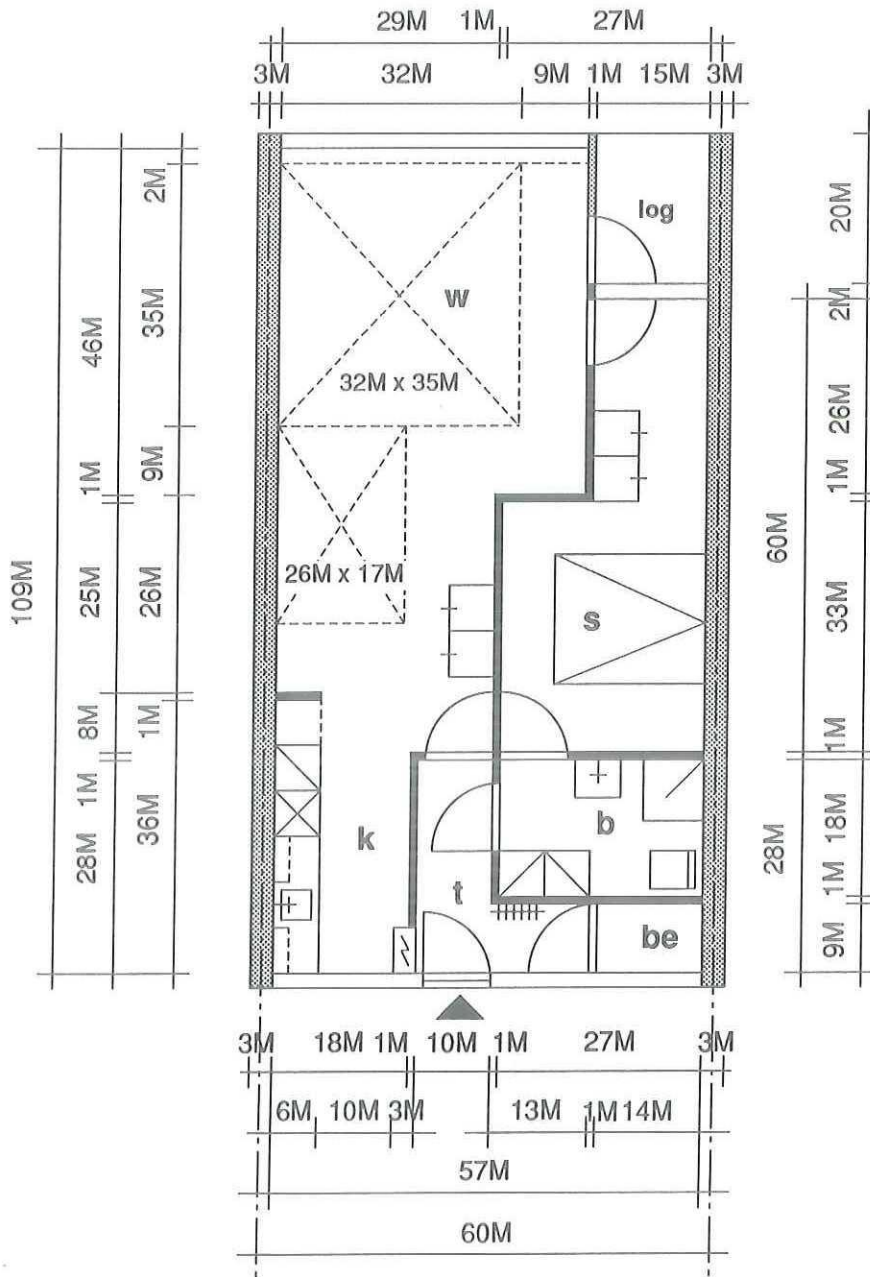 29M 1M 27M
3M 32M 9M 1M 15M 3M
109M
46M
1M
25M
8M
1M
28M
2M
35M
9M
26M
1M
36M
log
w
32M x 35M
26M x 17M
s
k
b
t
be
20M
2M
26M
1M
33M
1M
18M
1M
9M
60M
28M
3M 18M 1M 10M 1M 27M 3M
6M 10M 3M 13M 1M 14M
57M
60M